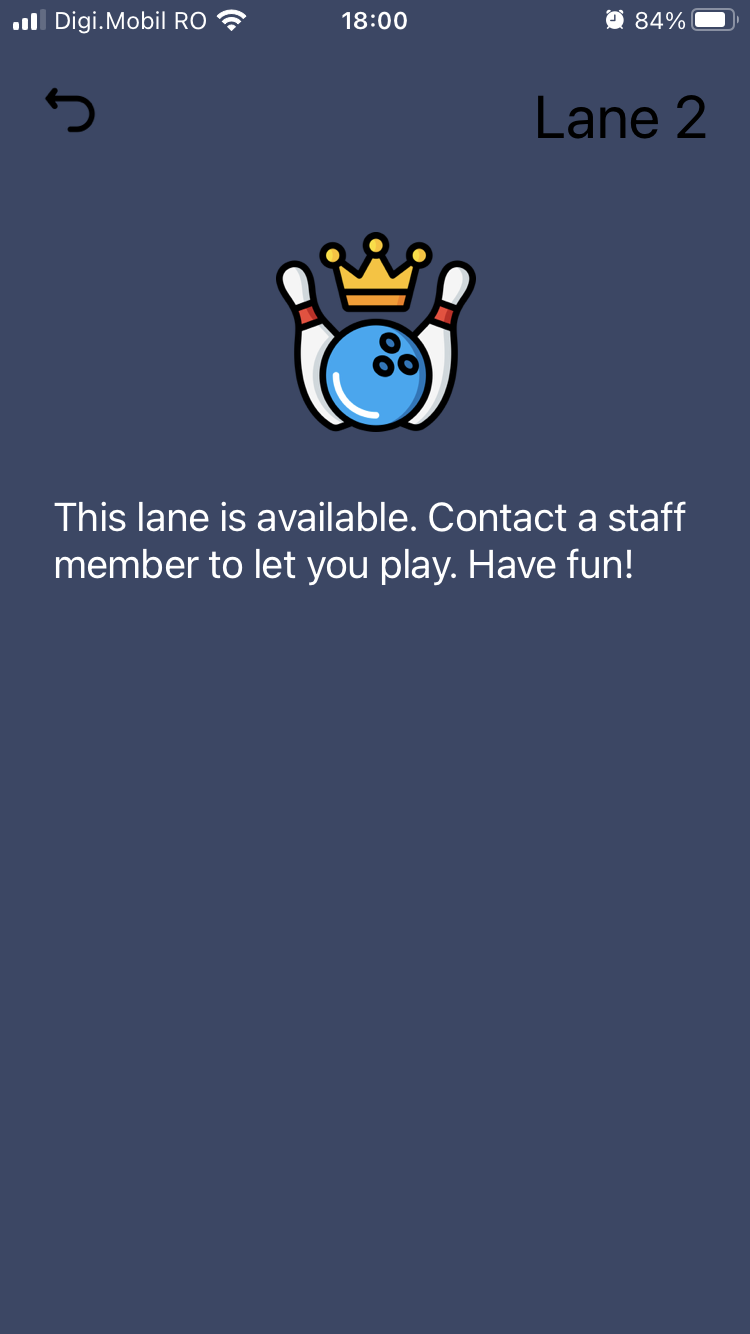 Digi.Mobil RO 18:00 84%
Lane 2
This lane is available. Contact a staff
member to let you play. Have fun!